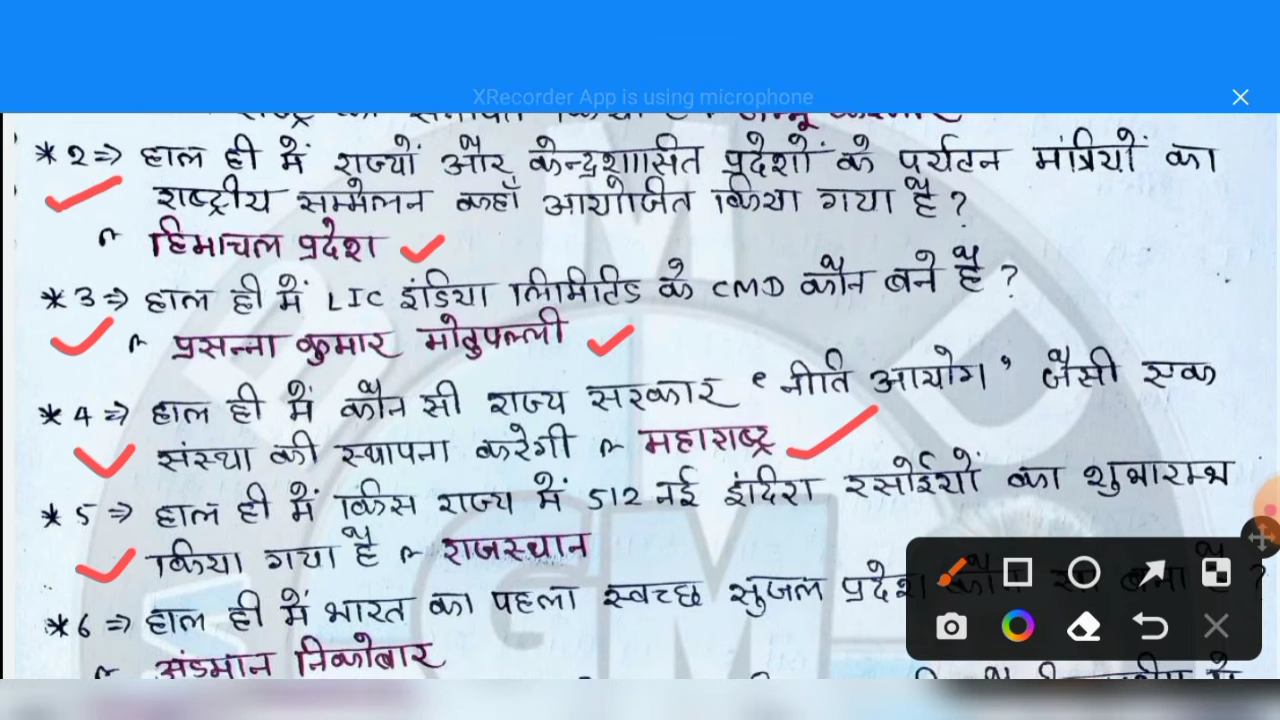 XRecorder App is using microphone
* 2 ⇒ हाल ही में राज्यों और केन्द्रशासित प्रदेशों के पर्यटन मंत्रियों का
राष्ट्रीय सम्मेलन कहाँ आयोजित किया गया है ?
हिमाचल प्रदेश
* 3 ⇒ हाल ही में LIC इंडिया लिमिटेड के CMD कौन बने है ?
प्रसन्ना कुमार मोटुपल्ली
* 4 ⇒ हाल ही में कौन सी राज्य सरकार ‘ नीति आयोग ’ जैसी एक
संस्था की स्थापना करेगी ~ महाराष्ट्र
* 5 ⇒ हाल ही में किस राज्य में 512 नई इंदिरा रसोईयों का शुभारम्भ
किया गया है ~ राजस्थान
* 6 ⇒ हाल ही में भारत का पहला स्वच्छ सुजल प्रदेश कौन सा बना है ?
अंडमान निकोबार